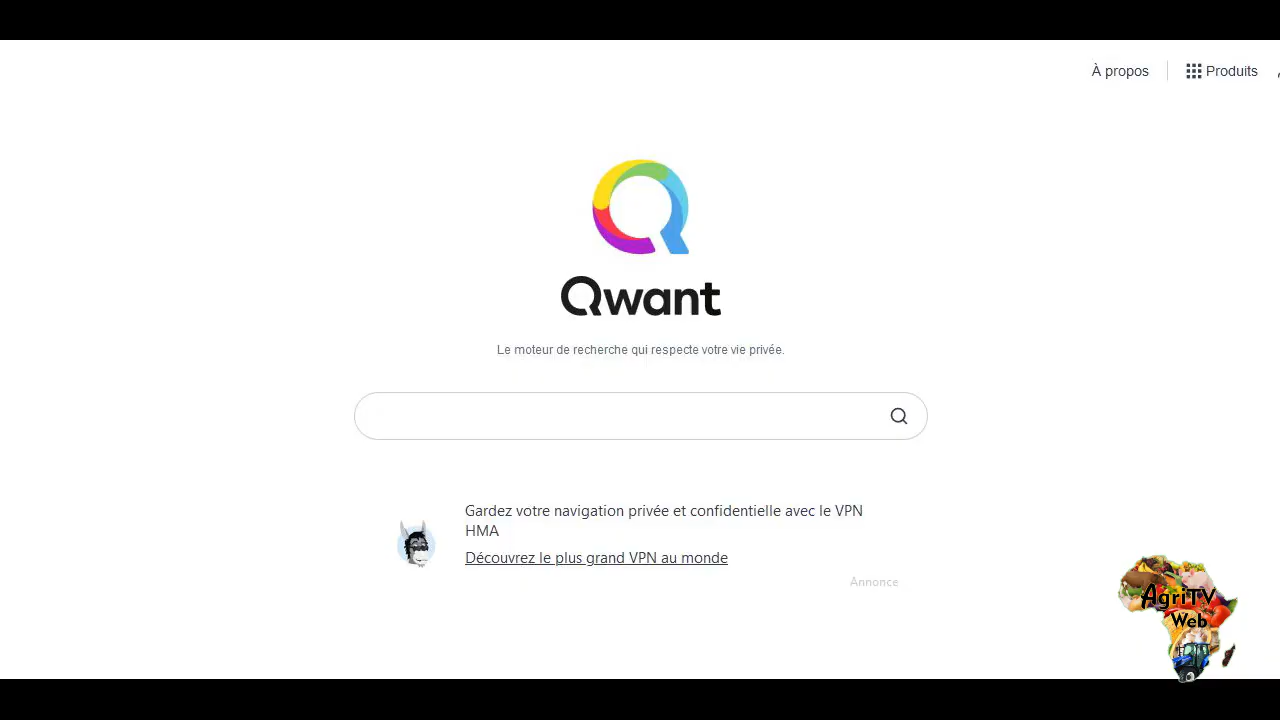 À propos
Produits
Qwant
Le moteur de recherche qui respecte votre vie privée.
Gardez votre navigation privée et confidentielle avec le VPN
HMA
Découvrez le plus grand VPN au monde
Annonce
AgriTV
Web